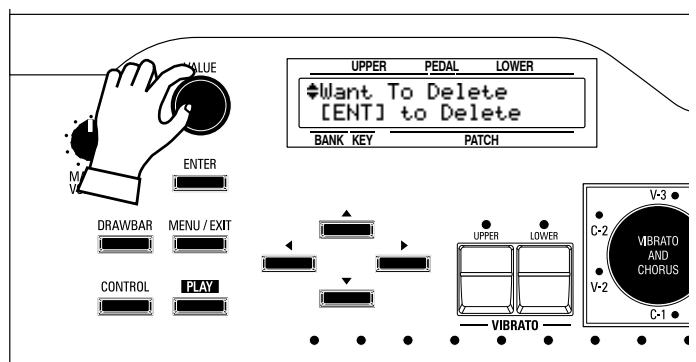 VALUE
UPPER PEDAL LOWER
Want To Delete
[ENT] to Delete
BANK KEY PATCH
ENTER
DRAWBAR MENU / EXIT
CONTROL PLAY
UPPER LOWER
VIBRATO
V-3
C-2
VIBRATO
AND
CHORUS
V-2
C-1